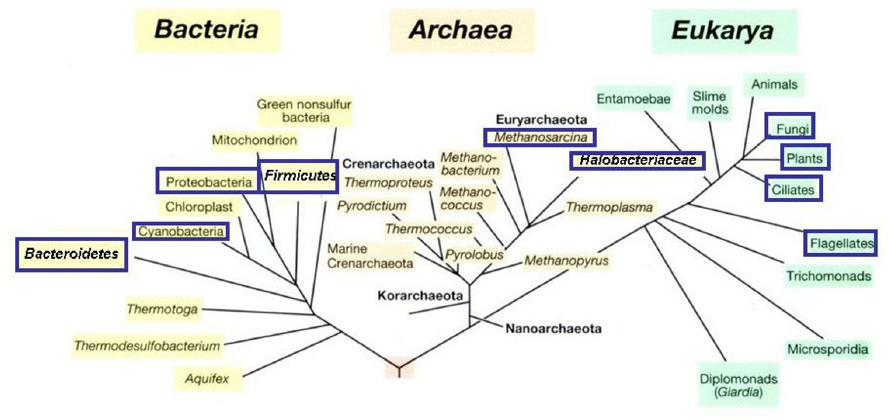 Bacteria
Archaea
Eukarya
Green nonsulfur
bacteria
Mitochondrion
Proteobacteria
Firmicutes
Chloroplast
Cyanobacteria
Bacteroidetes
Thermotoga
Thermodesulfobacterium
Aquifex
Crenarchaeota
Thermoproteus
Pyrodictium
Thermococcus
Marine
Crenarchaeota
Pyrolobus
Korarchaeota
Nanoarchaeota
Euryarchaeota
Methanosarcina
Methano-
bacterium
Halobacteriaceae
Methano-
coccus
Thermoplasma
Methanopyrus
Entamoebae
Slime
molds
Animals
Fungi
Plants
Ciliates
Flagellates
Trichomonads
Microsporidia
Diplomonads
(Giardia)